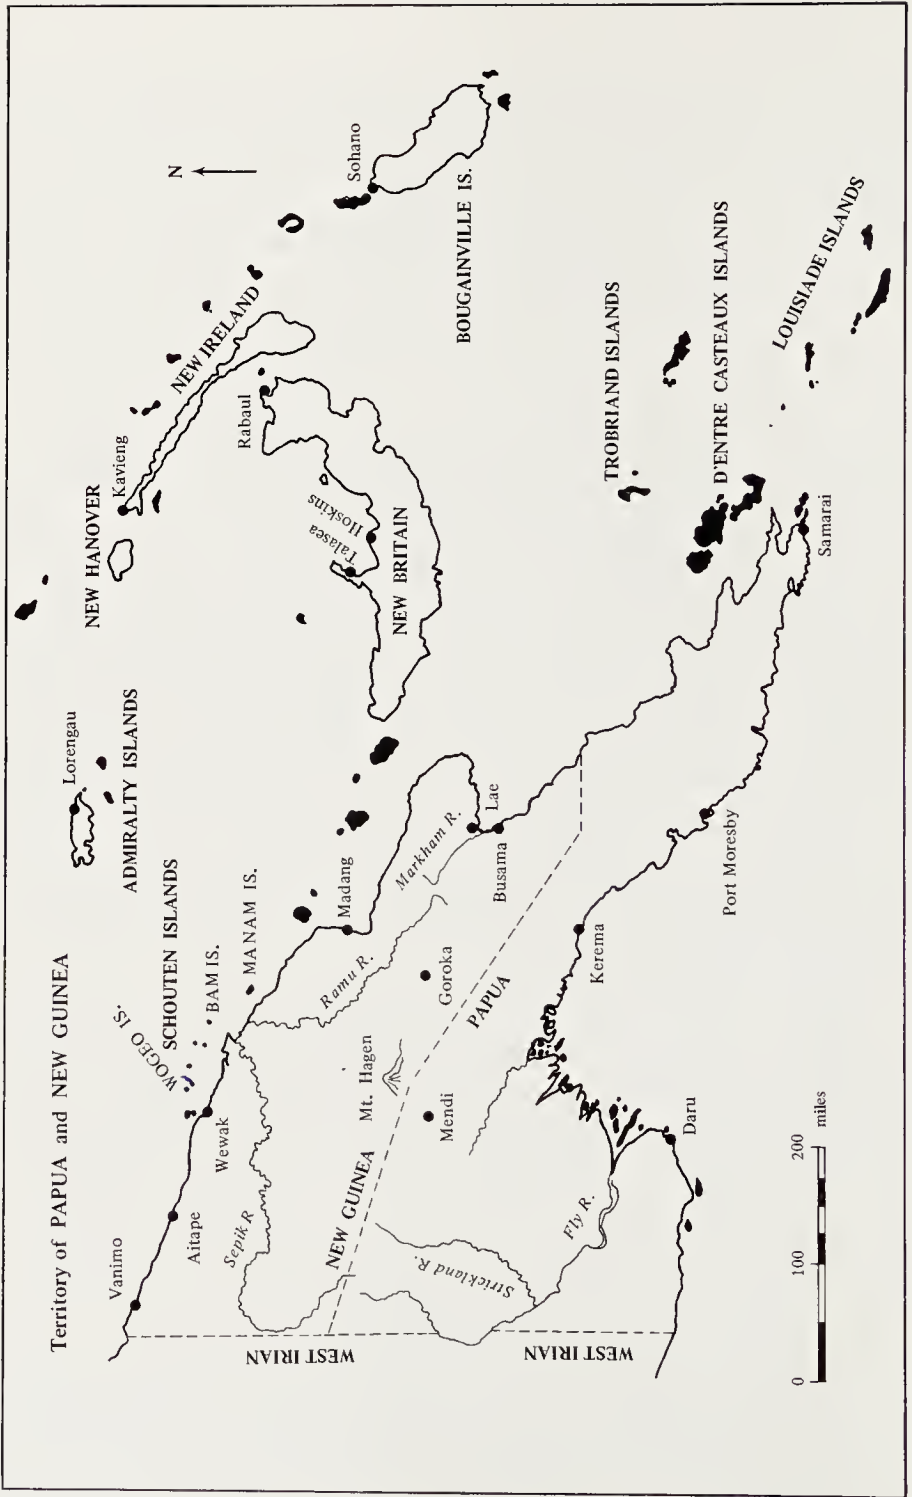 Territory of PAPUA and NEW GUINEA
Vanimo
Aitape
Wewak
WOGEO IS.
SCHOUTEN ISLANDS
BAM IS.
MANAM IS.
Lorengau
ADMIRALTY ISLANDS
NEW HANOVER
Kavieng
NEW IRELAND
N
Sohano
BOUGAINVILLE IS.
Rabaul
Talasea
Hoskins
NEW BRITAIN
Sepik R
Ramu R.
Madang
Markham R.
Lae
Busama
Goroka
Mt. Hagen
Mendi
NEW GUINEA
PAPUA
WEST IRIAN
WEST IRIAN
Strickland R.
Fly R.
Daru
Kerema
Port Moresby
Samarai
TROBRIAND ISLANDS
D'ENTRE CASTEAUX ISLANDS
LOUISIADE ISLANDS
0 100 200
miles